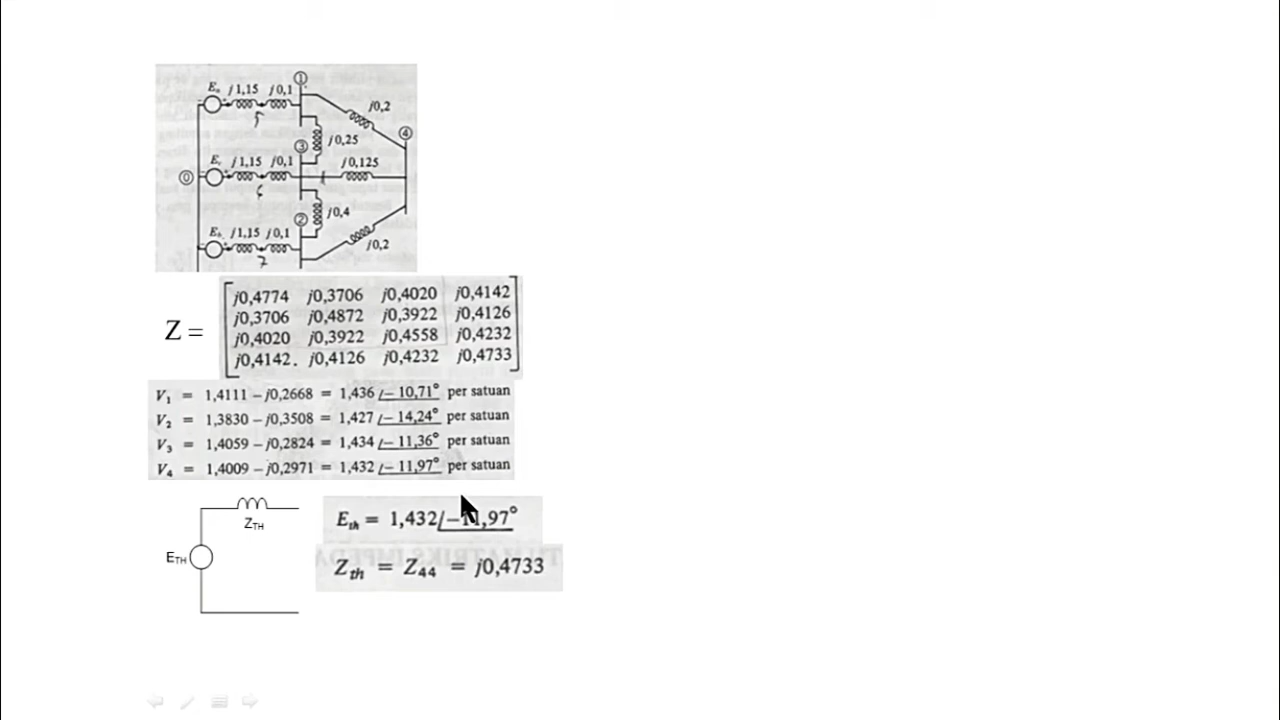 ①
Eₐ j1,15 j0,1
j0,2
④
j0,25
③
E꜀ j1,15 j0,1
j0,125
⓪
②
j0,4
E_b j1,15 j0,1
j0,2
5
6
7
Z = j0,4774 j0,3706 j0,4020 j0,4142
j0,3706 j0,4872 j0,3922 j0,4126
j0,4020 j0,3922 j0,4558 j0,4232
j0,4142. j0,4126 j0,4232 j0,4733
V₁ = 1,4111 – j0,2668 = 1,436 ∠– 10,71° per satuan
V₂ = 1,3830 – j0,3508 = 1,427 ∠– 14,24° per satuan
V₃ = 1,4059 – j0,2824 = 1,434 ∠– 11,36° per satuan
V₄ = 1,4009 – j0,2971 = 1,432 ∠– 11,97° per satuan
Z_TH
E_TH
E_th = 1,432 ∠–11,97°
Z_th = Z₄₄ = j0,4733